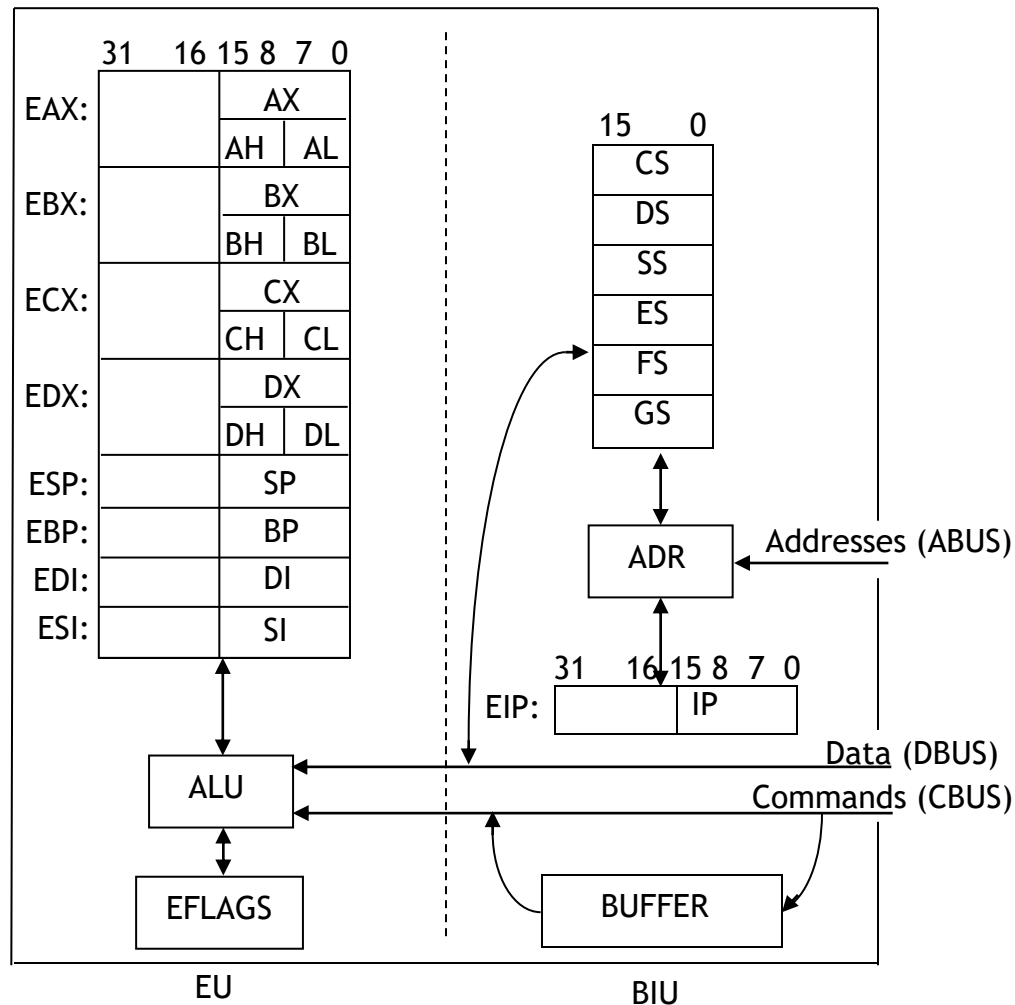 31 16 15 8 7 0
EAX:
AX
AH AL
EBX:
BX
BH BL
ECX:
CX
CH CL
EDX:
DX
DH DL
ESP: SP
EBP: BP
EDI: DI
ESI: SI
ALU
EFLAGS
EU
15 0
CS
DS
SS
ES
FS
GS
ADR
Addresses (ABUS)
31 16 15 8 7 0
EIP: IP
Data (DBUS)
Commands (CBUS)
BUFFER
BIU